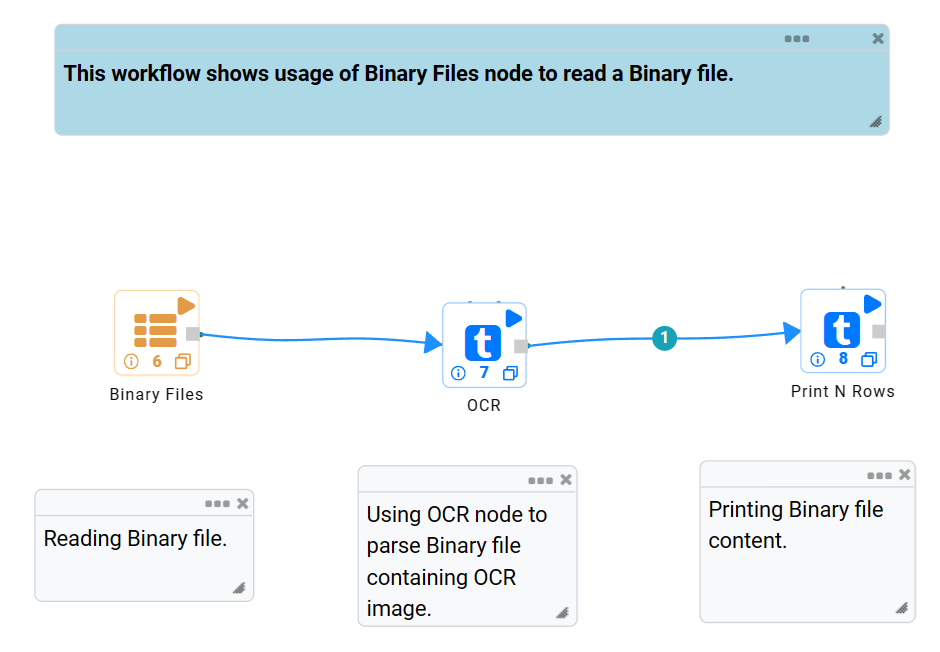 This workflow shows usage of Binary Files node to read a Binary file.
6
Binary Files
t
7
OCR
1
t
8
Print N Rows
Reading Binary file.
Using OCR node to
parse Binary file
containing OCR
image.
Printing Binary file
content.